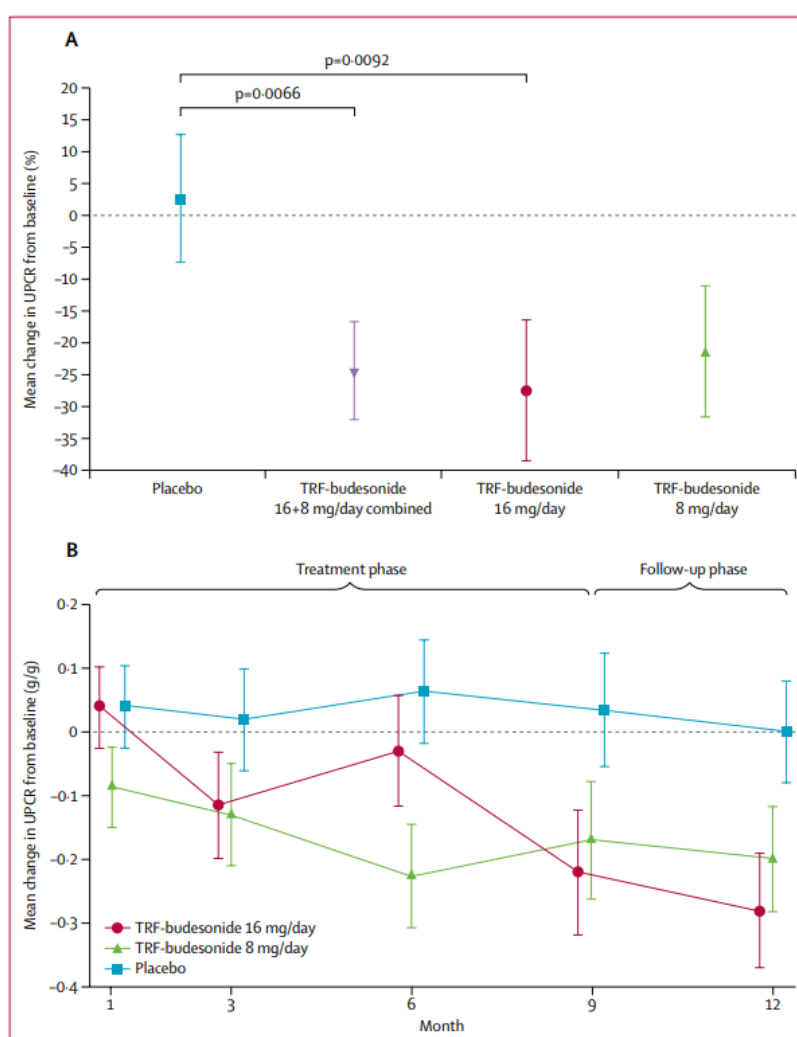 A
p=0·0092
p=0·0066
20
15
10
5
0
−5
−10
−15
−20
−25
−30
−35
−40
Mean change in UPCR from baseline (%)
Placebo
TRF-budesonide
16+8 mg/day combined
TRF-budesonide
16 mg/day
TRF-budesonide
8 mg/day
B
Treatment phase
Follow-up phase
0·2
0·1
0
−0·1
−0·2
−0·3
−0·4
Mean change in UPCR from baseline (g/g)
TRF-budesonide 16 mg/day
TRF-budesonide 8 mg/day
Placebo
1 3 6 9 12
Month